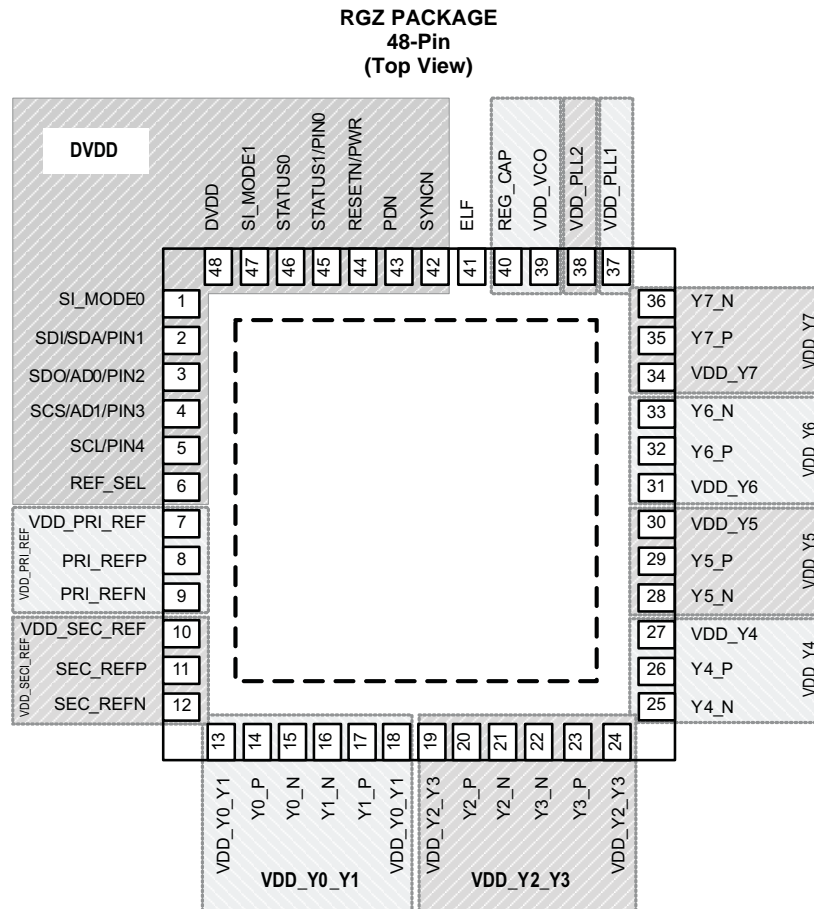 RGZ PACKAGE
48-Pin
(Top View)
DVDD
DVDD
SI_MODE1
STATUS0
STATUS1/PIN0
RESETN/PWR
PDN
SYNCN
ELF
REG_CAP
VDD_VCO
VDD_PLL2
VDD_PLL1
48
47
46
45
44
43
42
41
40
39
38
37
SI_MODE0
1
SDI/SDA/PIN1
2
SDO/AD0/PIN2
3
SCS/AD1/PIN3
4
SCL/PIN4
5
REF_SEL
6
VDD_PRI_REF
VDD_PRI_REF
7
PRI_REFP
8
PRI_REFN
9
VDD_SECI_REF
VDD_SEC_REF
10
SEC_REFP
11
SEC_REFN
12
36
Y7_N
35
Y7_P
34
VDD_Y7
VDD_Y7
33
Y6_N
32
Y6_P
31
VDD_Y6
VDD_Y6
30
VDD_Y5
29
Y5_P
28
Y5_N
VDD_Y5
27
VDD_Y4
26
Y4_P
25
Y4_N
VDD_Y4
13
14
15
16
17
18
19
20
21
22
23
24
VDD_Y0_Y1
Y0_P
Y0_N
Y1_N
Y1_P
VDD_Y0_Y1
VDD_Y2_Y3
Y2_P
Y2_N
Y3_N
Y3_P
VDD_Y2_Y3
VDD_Y0_Y1
VDD_Y2_Y3